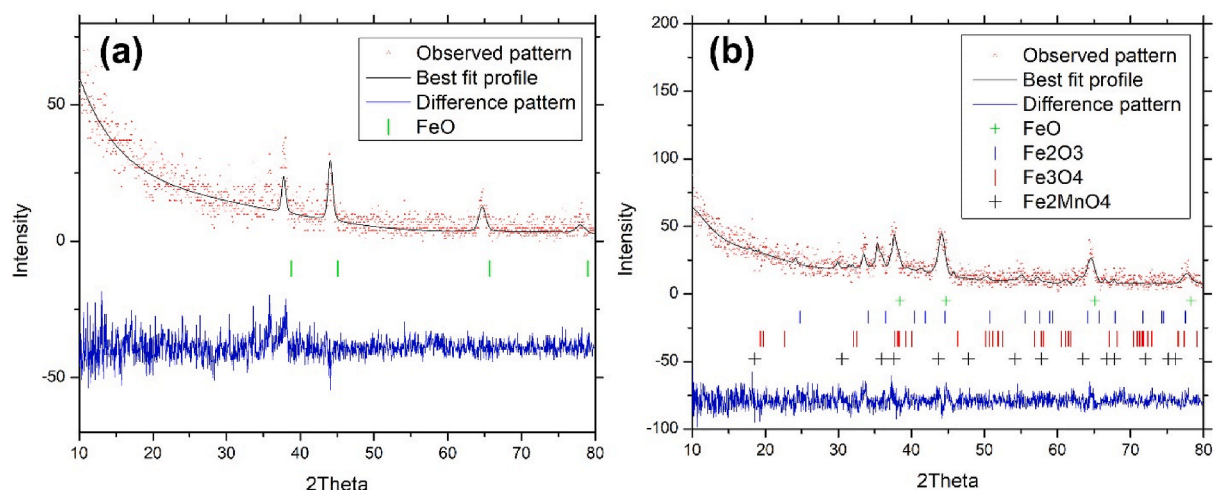 (a)
Observed pattern
Best fit profile
Difference pattern
FeO
Intensity
50
0
-50
10 20 30 40 50 60 70 80
2Theta
(b)
Observed pattern
Best fit profile
Difference pattern
FeO
Fe2O3
Fe3O4
Fe2MnO4
Intensity
200
150
100
50
0
-50
-100
10 20 30 40 50 60 70 80
2Theta